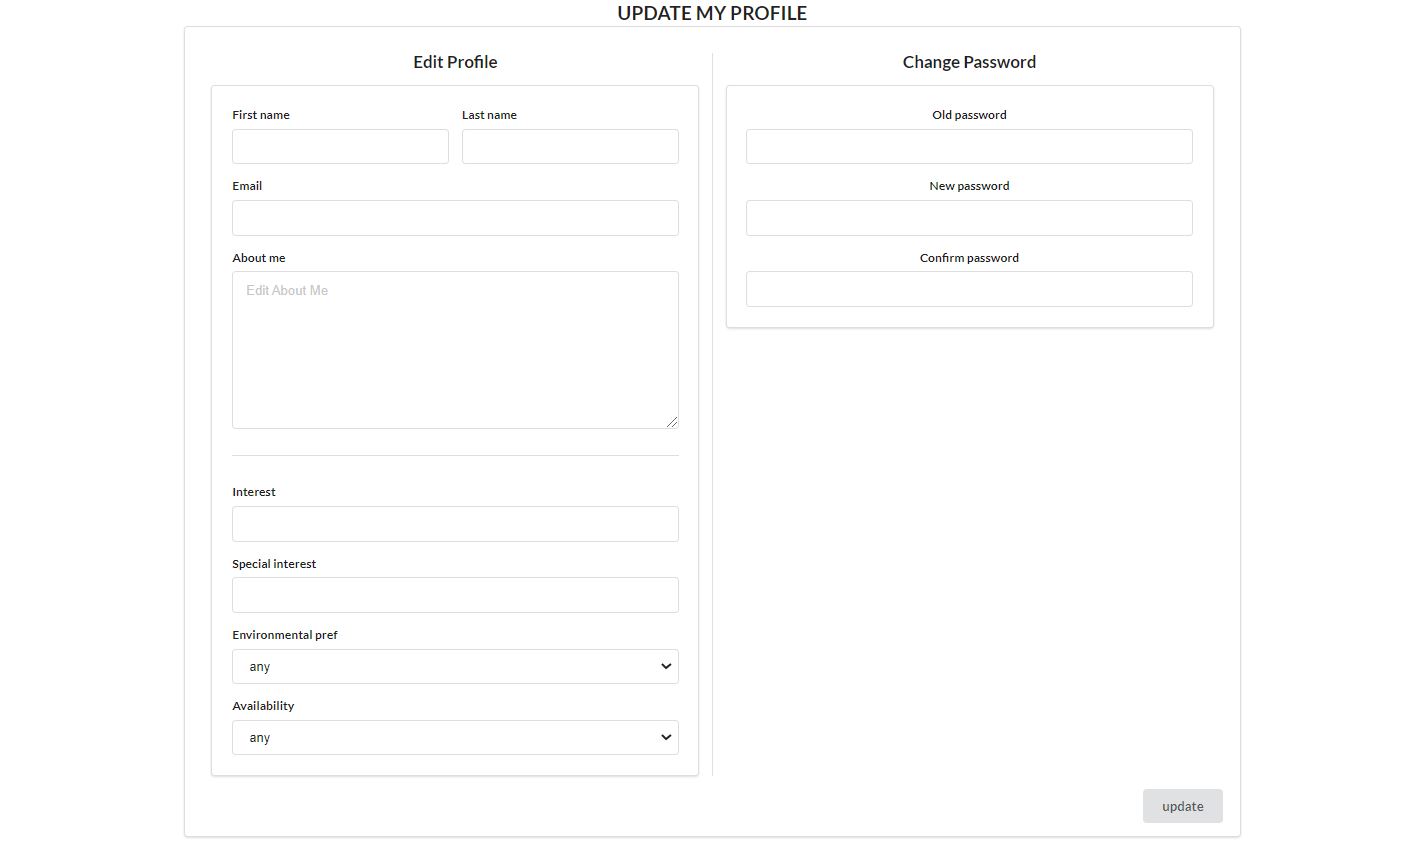 UPDATE MY PROFILE
Edit Profile
First name
Last name
Email
About me
Edit About Me
Interest
Special interest
Environmental pref
any
Availability
any
Change Password
Old password
New password
Confirm password
update